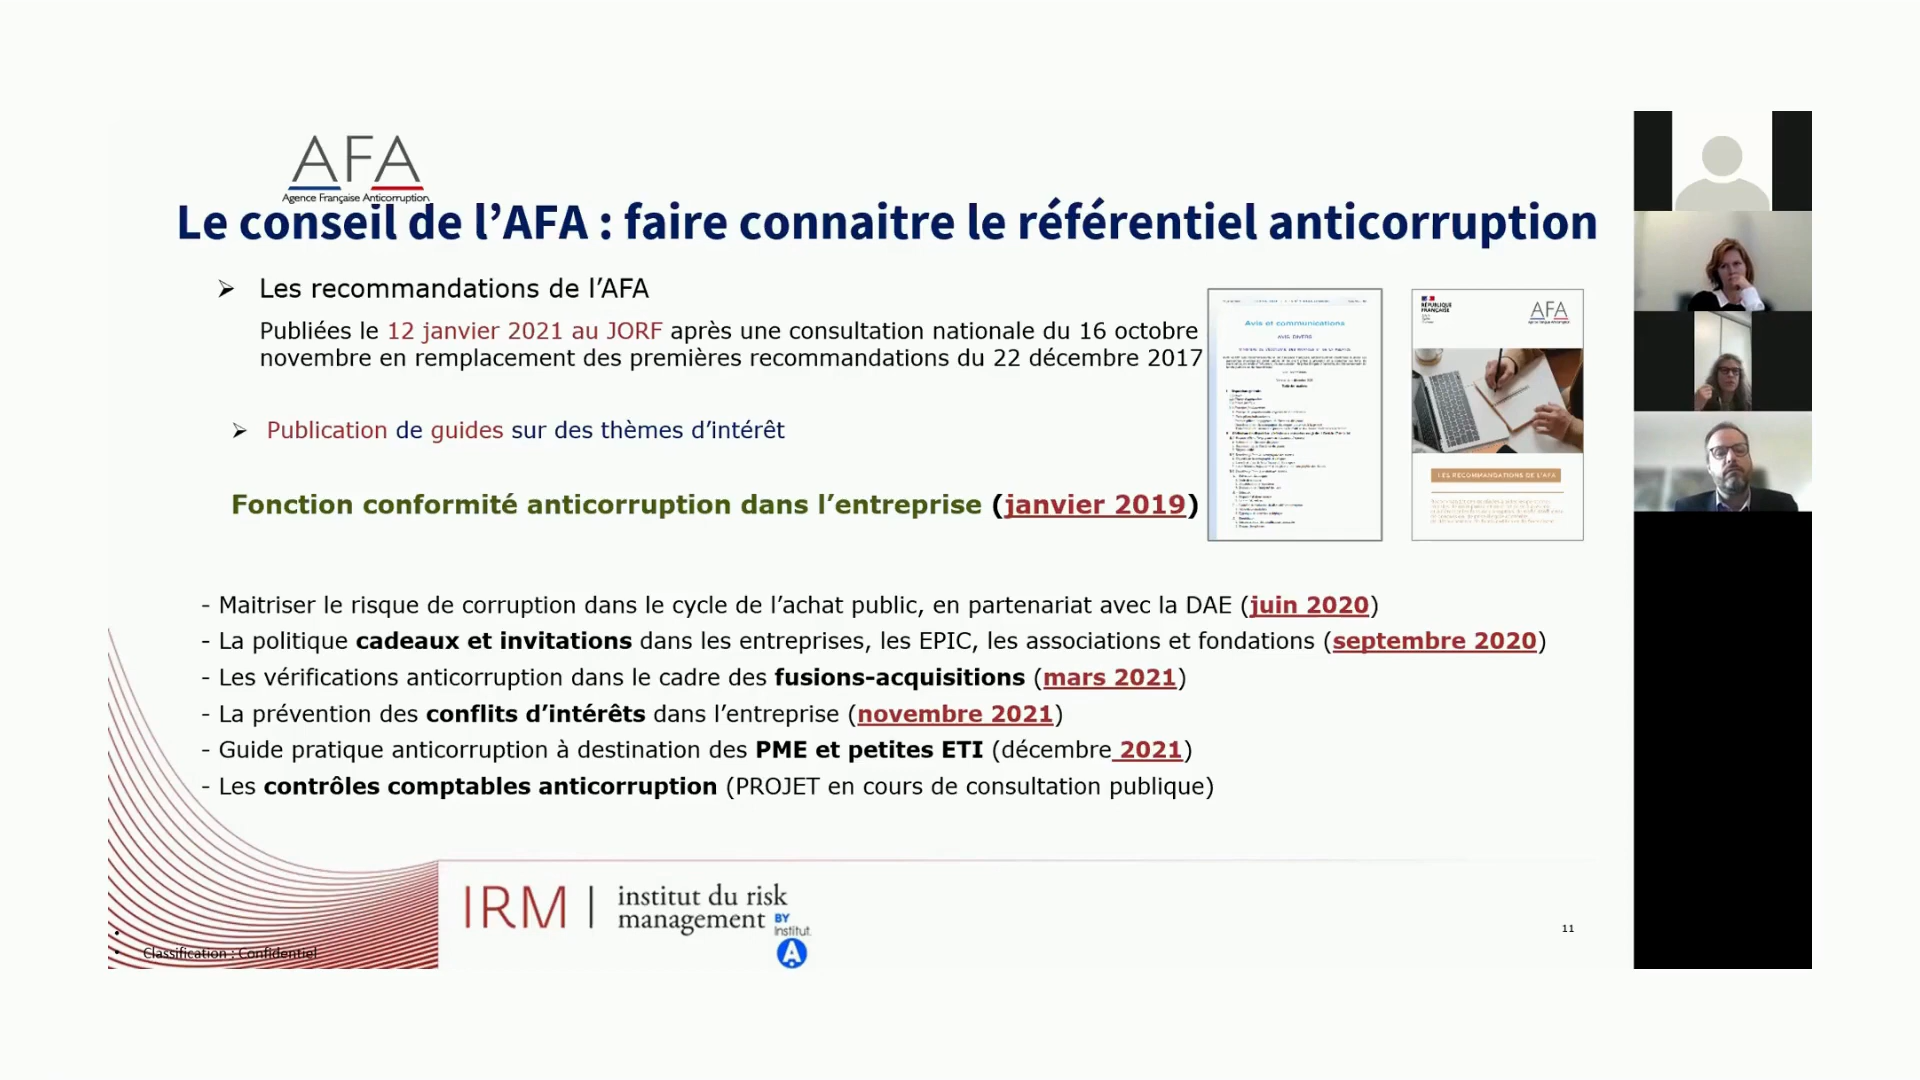 AFA
Agence Française Anticorruption
Le conseil de l’AFA : faire connaitre le référentiel anticorruption
➢ Les recommandations de l’AFA
Publiées le 12 janvier 2021 au JORF après une consultation nationale du 16 octobre
novembre en remplacement des premières recommandations du 22 décembre 2017
➢ Publication de guides sur des thèmes d’intérêt
Fonction conformité anticorruption dans l’entreprise (janvier 2019)
- Maitriser le risque de corruption dans le cycle de l’achat public, en partenariat avec la DAE (juin 2020)
- La politique cadeaux et invitations dans les entreprises, les EPIC, les associations et fondations (septembre 2020)
- Les vérifications anticorruption dans le cadre des fusions-acquisitions (mars 2021)
- La prévention des conflits d’intérêts dans l’entreprise (novembre 2021)
- Guide pratique anticorruption à destination des PME et petites ETI (décembre 2021)
- Les contrôles comptables anticorruption (PROJET en cours de consultation publique)
Avis et communications
AVIS DIVERS
RÉPUBLIQUE
FRANÇAISE
AFA
LES RECOMMANDATIONS DE L’AFA
IRM | institut du risk
management
BY
Institut.
A
• Classification : Confidentiel
11